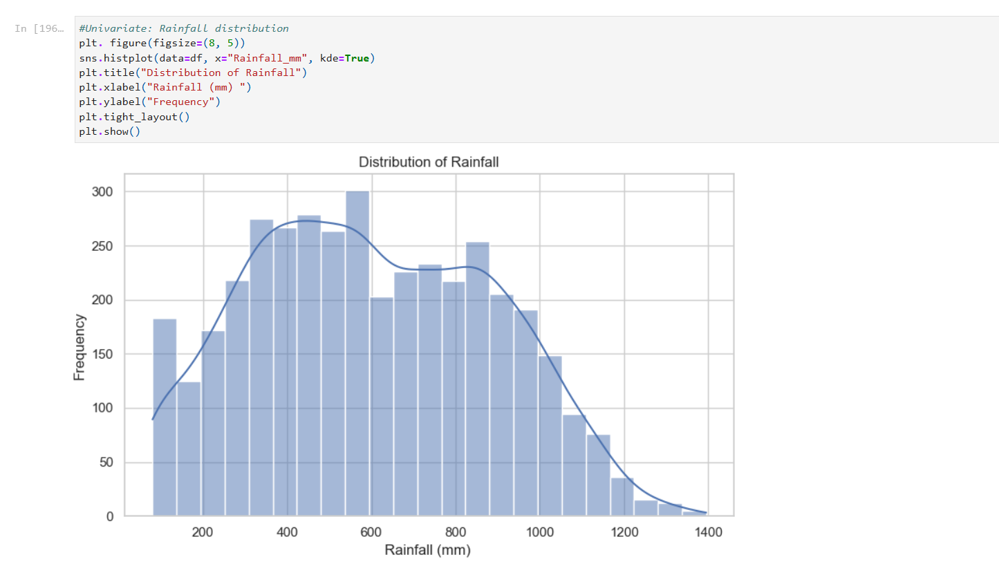 In [196…
#Univariate: Rainfall distribution
plt. figure(figsize=(8, 5))
sns.histplot(data=df, x="Rainfall_mm", kde=True)
plt.title("Distribution of Rainfall")
plt.xlabel("Rainfall (mm) ")
plt.ylabel("Frequency")
plt.tight_layout()
plt.show()
Distribution of Rainfall
300
250
200
150
100
50
0
Frequency
200 400 600 800 1000 1200 1400
Rainfall (mm)